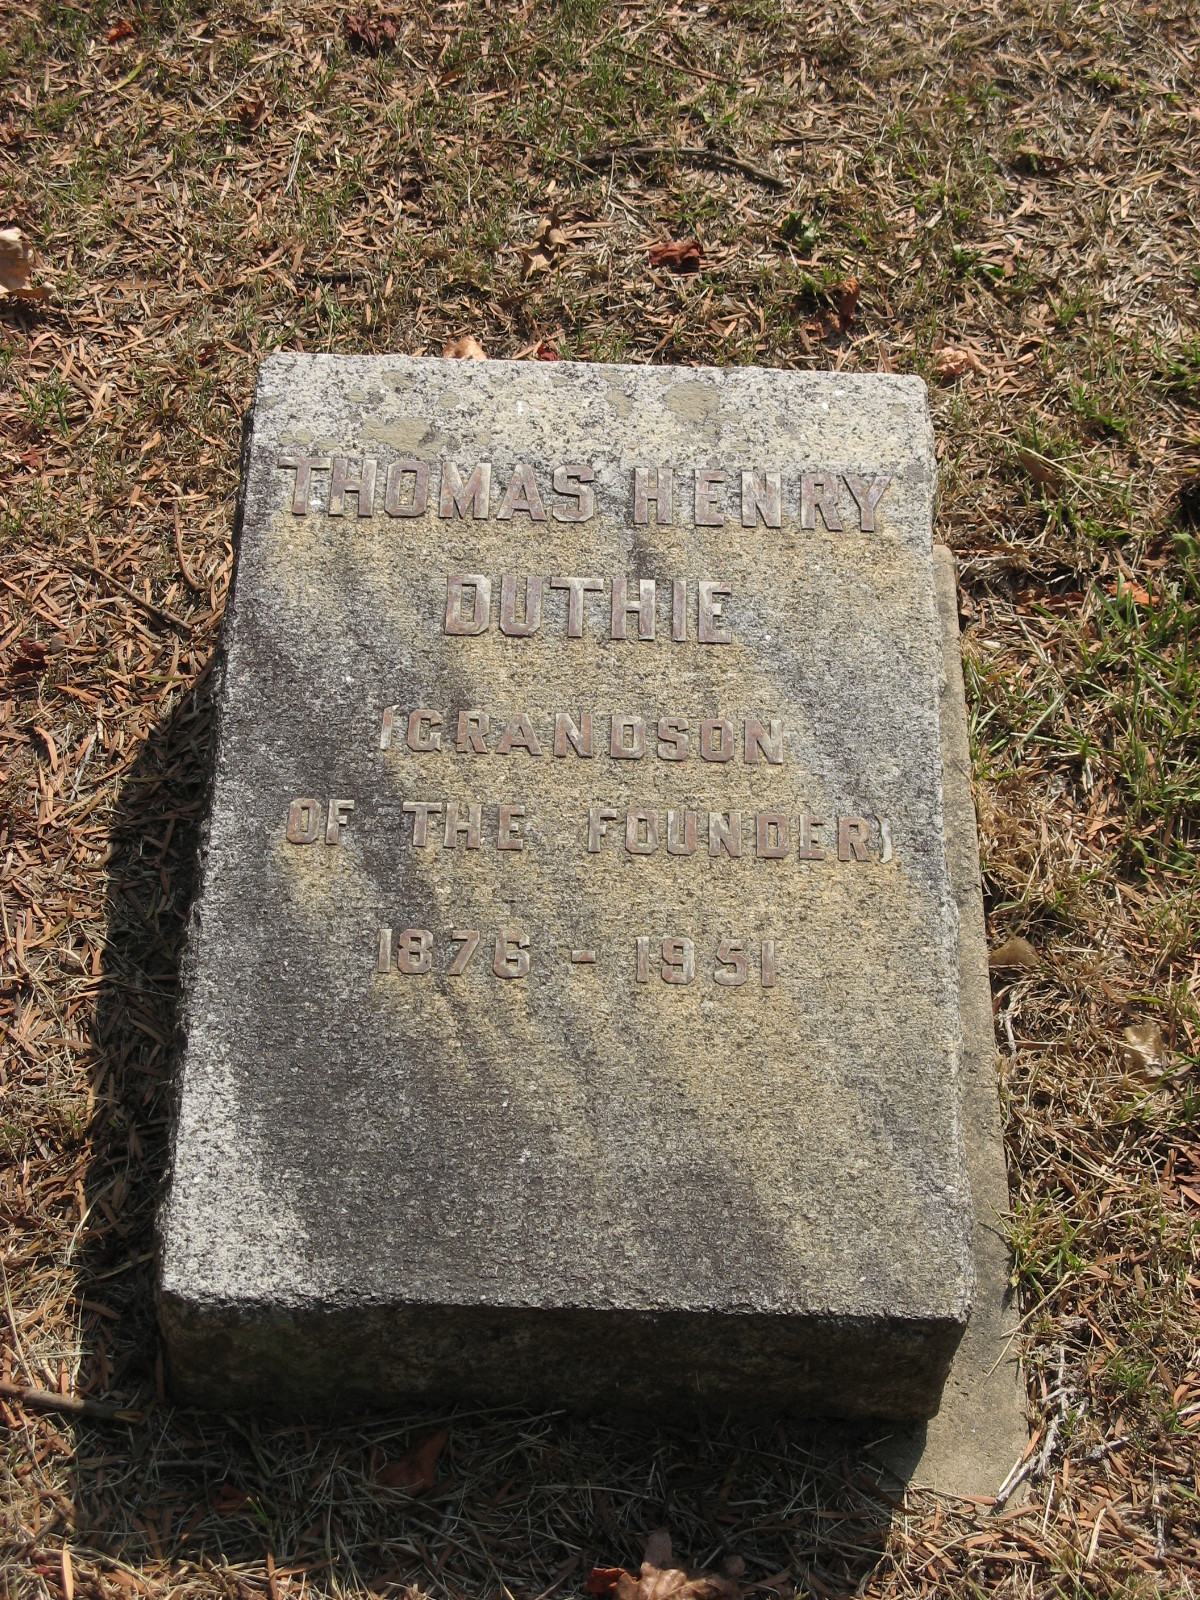 THOMAS HENRY
DUTHIE
(GRANDSON
OF THE FOUNDER)
1876 - 1951